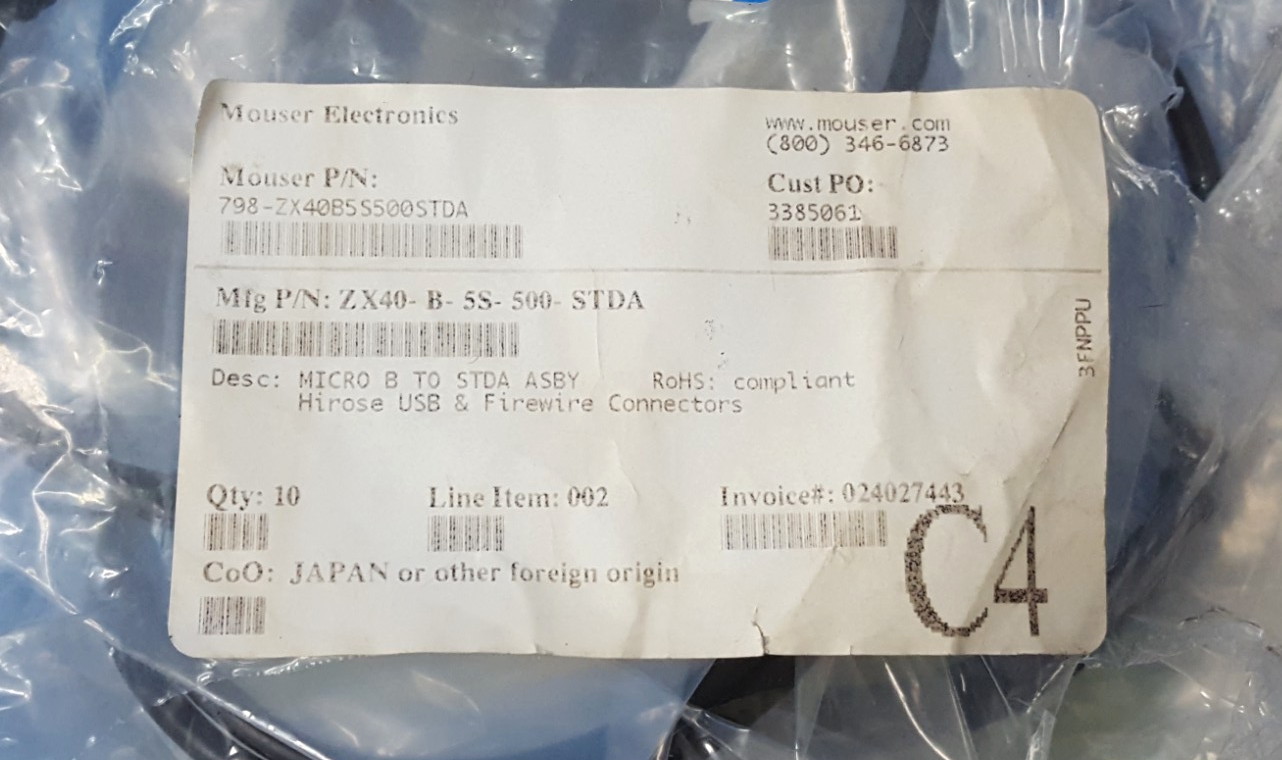 Mouser Electronics
www.mouser.com
(800) 346-6873
Mouser P/N:
798-ZX40B5S500STDA
Cust PO:
3385061
Mfg P/N: ZX40- B- 5S- 500- STDA
3FNPPU
Desc: MICRO B TO STDA ASBY RoHS: compliant
Hirose USB & Firewire Connectors
Qty: 10 Line Item: 002 Invoice#: 024027443
C4
CoO: JAPAN or other foreign origin